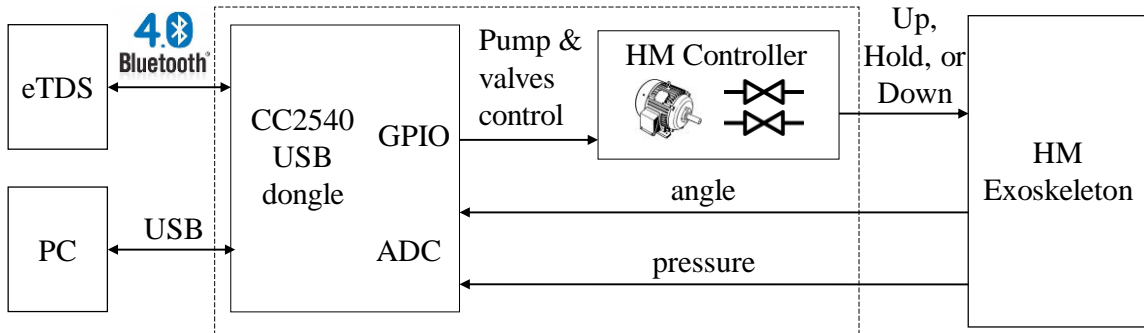 eTDS
4.0
Bluetooth®
PC
USB
CC2540
USB
dongle
GPIO
ADC
Pump &
valves
control
HM Controller
Up,
Hold, or
Down
angle
pressure
HM
Exoskeleton